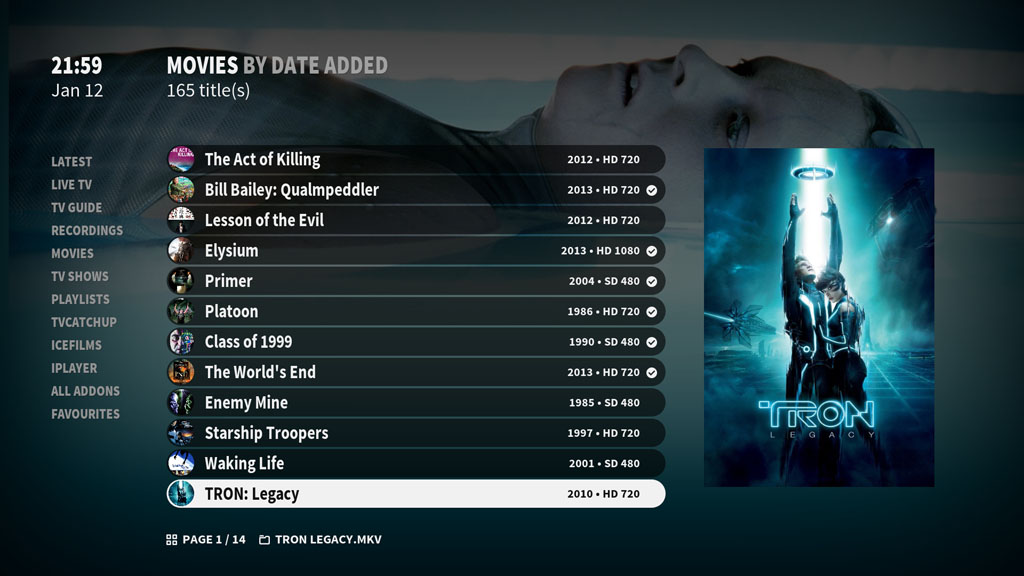 21:59
Jan 12
MOVIES BY DATE ADDED
165 title(s)
LATEST
LIVE TV
TV GUIDE
RECORDINGS
MOVIES
TV SHOWS
PLAYLISTS
TVCATCHUP
ICEFILMS
IPLAYER
ALL ADDONS
FAVOURITES
The Act of Killing 2012 • HD 720
Bill Bailey: Qualmpeddler 2013 • HD 720
Lesson of the Evil 2012 • HD 720
Elysium 2013 • HD 1080
Primer 2004 • SD 480
Platoon 1986 • HD 720
Class of 1999 1990 • SD 480
The World's End 2013 • HD 720
Enemy Mine 1985 • SD 480
Starship Troopers 1997 • HD 720
Waking Life 2001 • SD 480
TRON: Legacy 2010 • HD 720
TRON
LEGACY
PAGE 1 / 14 TRON LEGACY.MKV